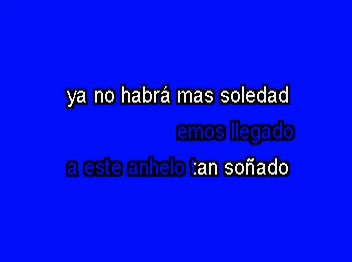 ya no habrá mas soledad
emos llegado
a este anhelo tan soñado